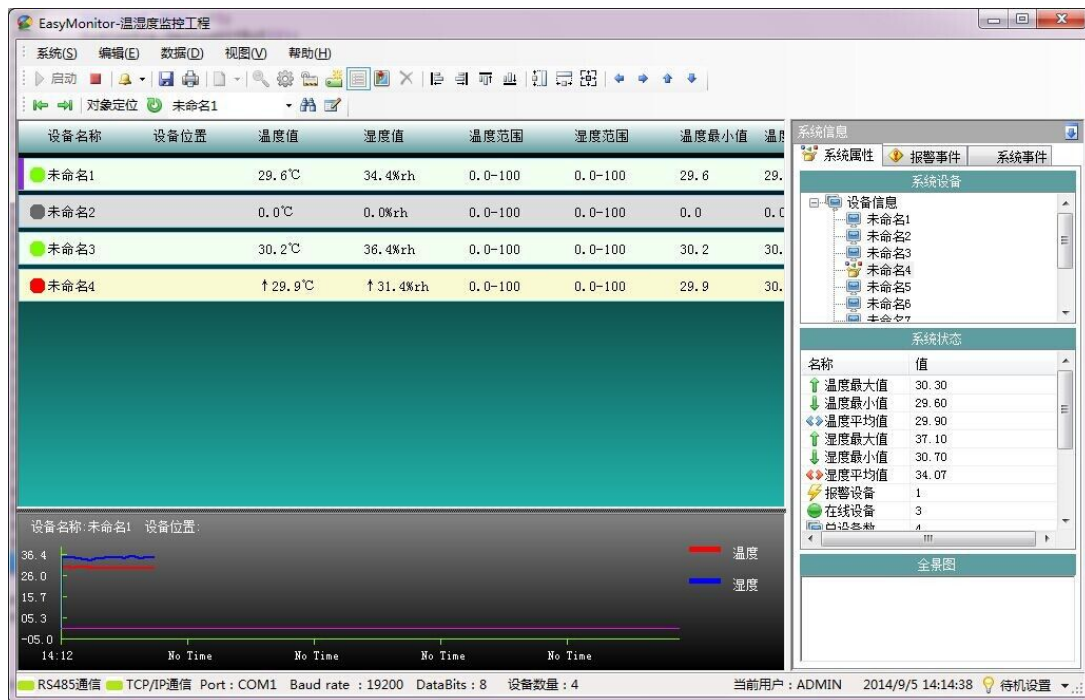 EasyMonitor-温湿度监控工程
系统(S) 编辑(E) 数据(D) 视图(V) 帮助(H)
启动
对象定位 未命名1
设备名称 设备位置 温度值 湿度值 温度范围 湿度范围 温度最小值
未命名1 29.6℃ 34.4%rh 0.0-100 0.0-100 29.6 29.
未命名2 0.0℃ 0.0%rh 0.0-100 0.0-100 0.0
未命名3 30.2℃ 36.4%rh 0.0-100 0.0-100 30.2 30.
未命名4 ↑29.9℃ ↑31.4%rh 0.0-100 0.0-100 29.9 30.
设备名称:未命名1 设备位置:
36.4
26.0
15.7
05.3
-05.0
14:12 No Time No Time No Time No Time
温度
湿度
系统信息
系统属性 报警事件 系统事件
系统设备
设备信息
未命名1
未命名2
未命名3
未命名4
未命名5
未命名6
未命名7
系统状态
名称 值
温度最大值 30.30
温度最小值 29.60
温度平均值 29.90
湿度最大值 37.10
湿度最小值 30.70
湿度平均值 34.07
报警设备 1
在线设备 3
总设备数 4
全景图
RS485通信 TCP/IP通信 Port : COM1 Baud rate : 19200 DataBits : 8 设备数量 : 4 当前用户 : ADMIN 2014/9/5 14:14:38 待机设置